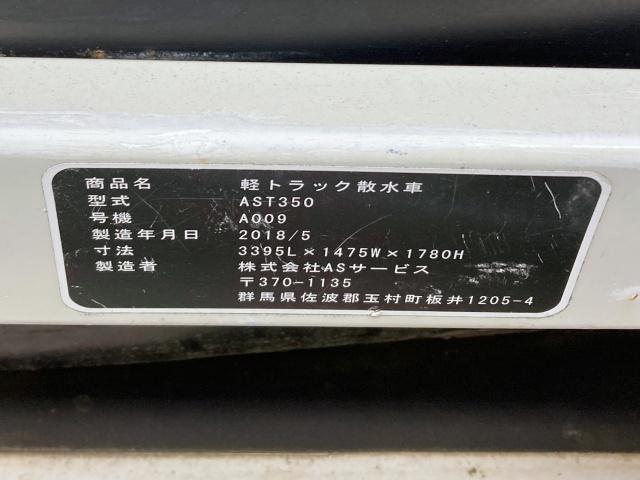 商品名 軽トラック散水車
型式 AST350
号機 A009
製造年月日 2018/5
寸法 3395L×1475W×1780H
製造者 株式会社ASサービス
〒370-1135
群馬県佐波郡玉村町板井1205-4